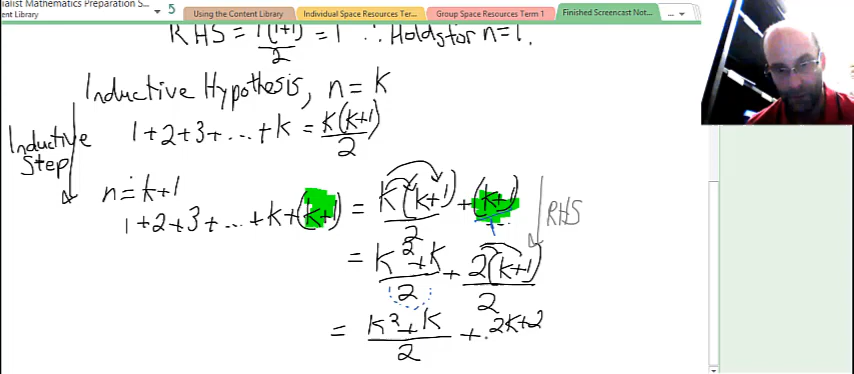 ialist Mathematics Preparation S...
ent Library
5
Using the Content Library
Individual Space Resources Ter...
Group Space Resources Term 1
Finished Screencast Not...
...
RHS = 1(1+1)/2 = 1 ∴ Holds for n=1.
Inductive Hypothesis, n = k
Inductive Step
1+2+3+...+k = k(k+1)/2
n = k+1
1+2+3+...+k+(k+1) = k(k+1)/2 + (k+1)/1
RHS
= k²+k/2 + 2(k+1)/2
= k²+k/2 + 2k+2